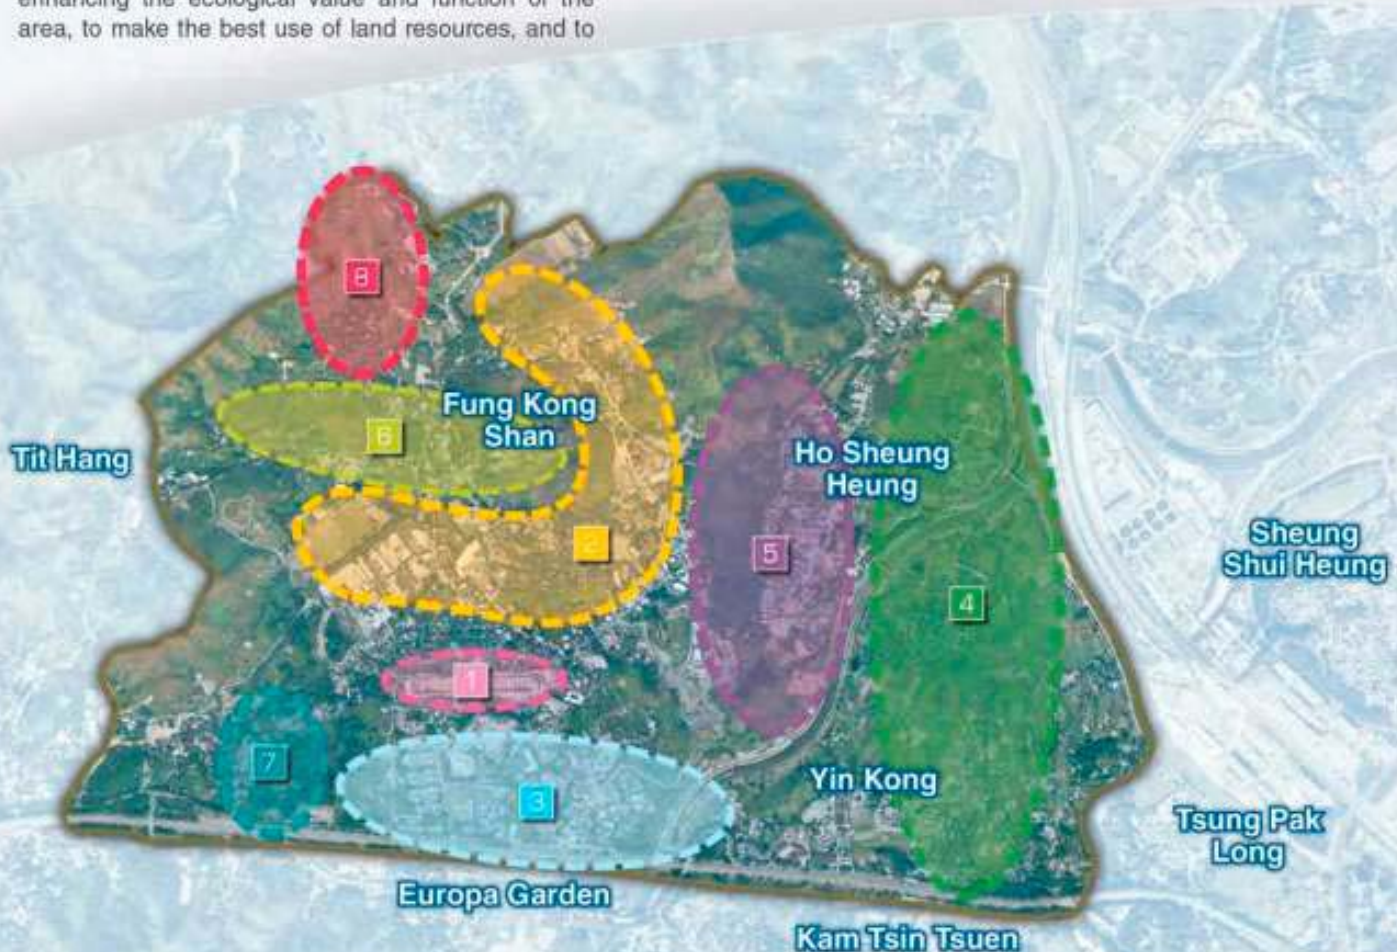 area, to make the best use of land resources, and to
8
Fung Kong
Shan
6
Tit Hang
Ho Sheung
Heung
2
5
Sheung
Shui Heung
4
1
7
3
Yin Kong
Tsung Pak
Long
Europa Garden
Kam Tsin Tsuen